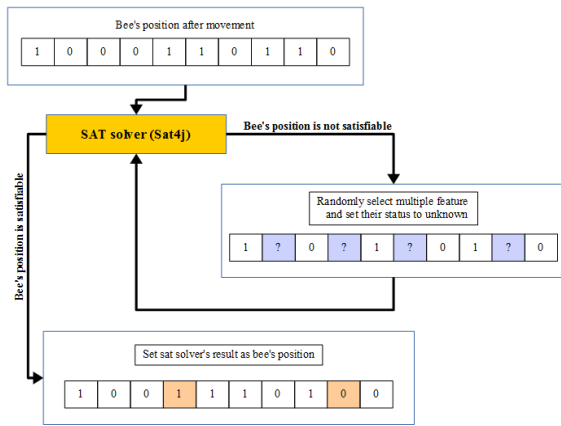 Bee's position after movement
1 0 0 0 1 1 0 1 1 0
SAT solver (Sat4j)
Bee's position is not satisfiable
Bee's position is satisfiable
Randomly select multiple feature
and set their status to unknown
1 ? 0 ? 1 ? 0 1 ? 0
Set sat solver's result as bee's position
1 0 0 1 1 1 0 1 0 0